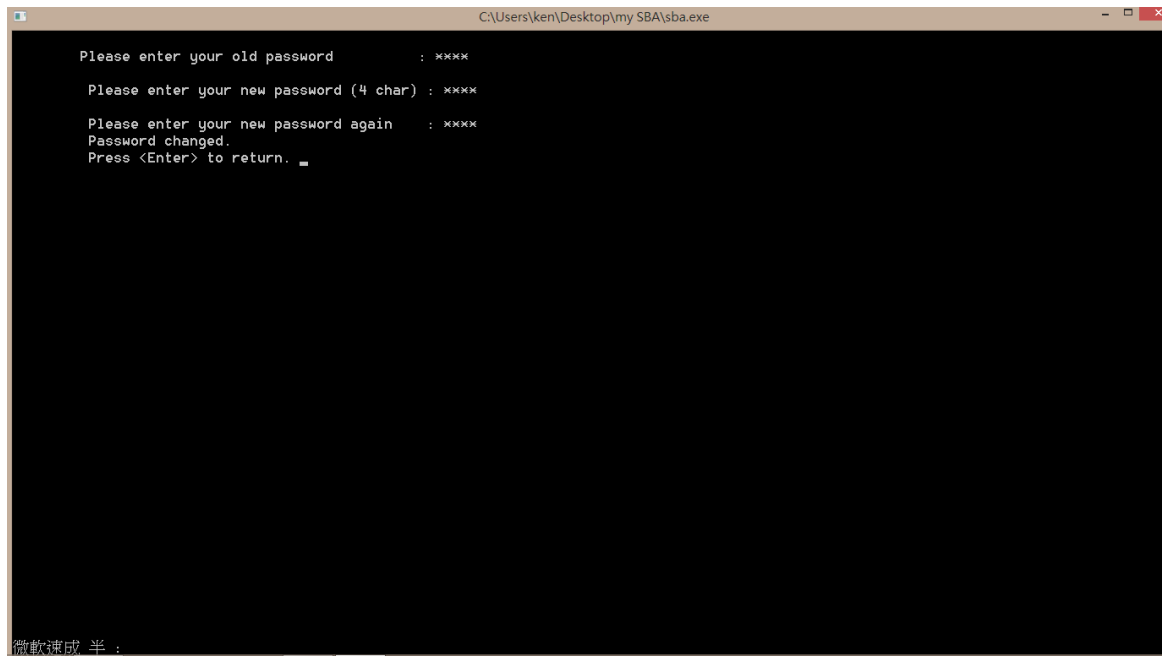 C:\Users\ken\Desktop\my SBA\sba.exe
Please enter your old password : ****
Please enter your new password (4 char) : ****
Please enter your new password again : ****
Password changed.
Press <Enter> to return. _
微軟速成 半 :